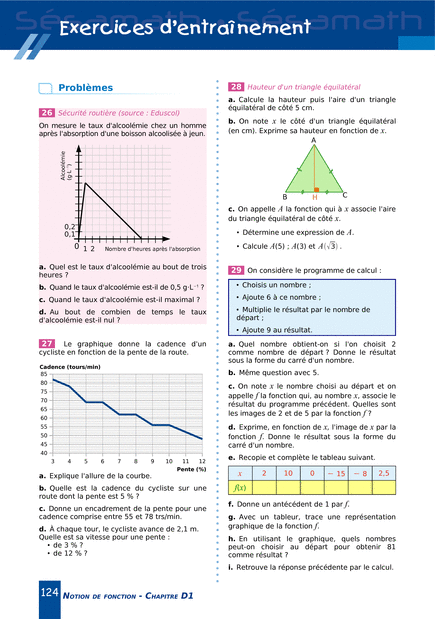 Sésamath Sésamath
Exercices d'entraînement
Problèmes
26 Sécurité routière (source : Eduscol)
On mesure le taux d'alcoolémie chez un homme
après l'absorption d'une boisson alcoolisée à jeun.
Alcoolémie
(g·L⁻¹)
0,2
0,1
0 1 2 Nombre d'heures après l'absorption
a. Quel est le taux d'alcoolémie au bout de trois
heures ?
b. Quand le taux d'alcoolémie est-il de 0,5 g·L⁻¹ ?
c. Quand le taux d'alcoolémie est-il maximal ?
d. Au bout de combien de temps le taux
d'alcoolémie est-il nul ?
27 Le graphique donne la cadence d'un
cycliste en fonction de la pente de la route.
Cadence (tours/min)
85
80
75
70
65
60
55
50
45
40
3 4 5 6 7 8 9 10 11 12
Pente (%)
a. Explique l'allure de la courbe.
b. Quelle est la cadence du cycliste sur une
route dont la pente est 5 % ?
c. Donne un encadrement de la pente pour une
cadence comprise entre 55 et 78 trs/min.
d. À chaque tour, le cycliste avance de 2,1 m.
Quelle est sa vitesse pour une pente :
• de 3 % ?
• de 12 % ?
28 Hauteur d'un triangle équilatéral
a. Calcule la hauteur puis l'aire d'un triangle
équilatéral de côté 5 cm.
b. On note x le côté d'un triangle équilatéral
(en cm). Exprime sa hauteur en fonction de x.
A
B H C
c. On appelle A la fonction qui à x associe l'aire
du triangle équilatéral de côté x.
• Détermine une expression de A.
• Calcule A(5) ; A(3) et A(√3) .
29 On considère le programme de calcul :
• Choisis un nombre ;
• Ajoute 6 à ce nombre ;
• Multiplie le résultat par le nombre de
départ ;
• Ajoute 9 au résultat.
a. Quel nombre obtient-on si l'on choisit 2
comme nombre de départ ? Donne le résultat
sous la forme du carré d'un nombre.
b. Même question avec 5.
c. On note x le nombre choisi au départ et on
appelle f la fonction qui, au nombre x, associe le
résultat du programme précédent. Quelles sont
les images de 2 et de 5 par la fonction f ?
d. Exprime, en fonction de x, l'image de x par la
fonction f. Donne le résultat sous la forme du
carré d'un nombre.
e. Recopie et complète le tableau suivant.
x 2 10 0 − 15 − 8 2,5
f(x)
f. Donne un antécédent de 1 par f.
g. Avec un tableur, trace une représentation
graphique de la fonction f.
h. En utilisant le graphique, quels nombres
peut-on choisir au départ pour obtenir 81
comme résultat ?
i. Retrouve la réponse précédente par le calcul.
124 Notion de fonction - Chapitre D1